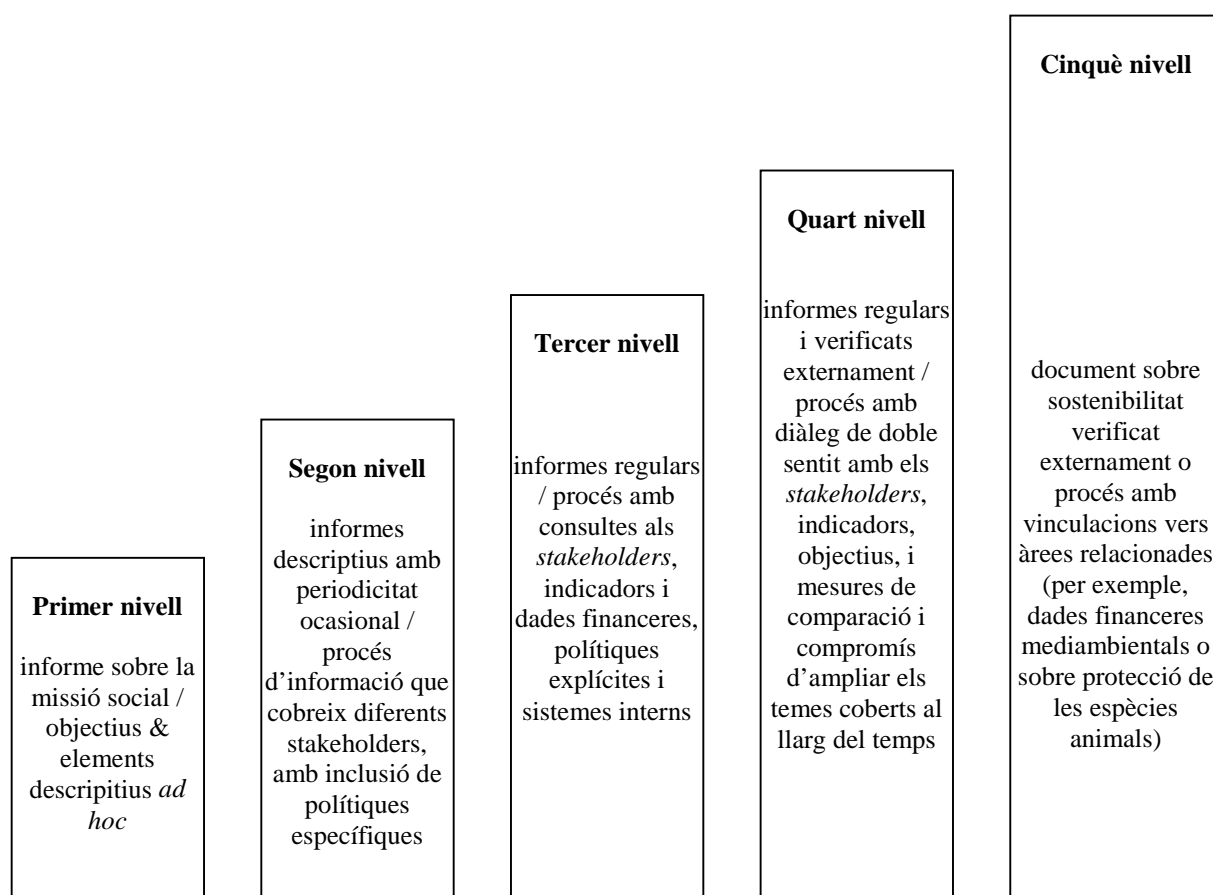 Primer nivell
informe sobre la
missió social /
objectius &
elements
descripitius ad
hoc
Segon nivell
informes
descriptius amb
periodicitat
ocasional /
procés
d’informació que
cobreix diferents
stakeholders,
amb inclusió de
polítiques
específiques
Tercer nivell
informes regulars
/ procés amb
consultes als
stakeholders,
indicadors i
dades financeres,
polítiques
explícites i
sistemes interns
Quart nivell
informes regulars
i verificats
externament /
procés amb
diàleg de doble
sentit amb els
stakeholders,
indicadors,
objectius, i
mesures de
comparació i
compromís
d’ampliar els
temes coberts al
llarg del temps
Cinquè nivell
document sobre
sostenibilitat
verificat
externament o
procés amb
vinculacions vers
àrees relacionades
(per exemple,
dades financeres
mediambientals o
sobre protecció de
les espècies
animals)